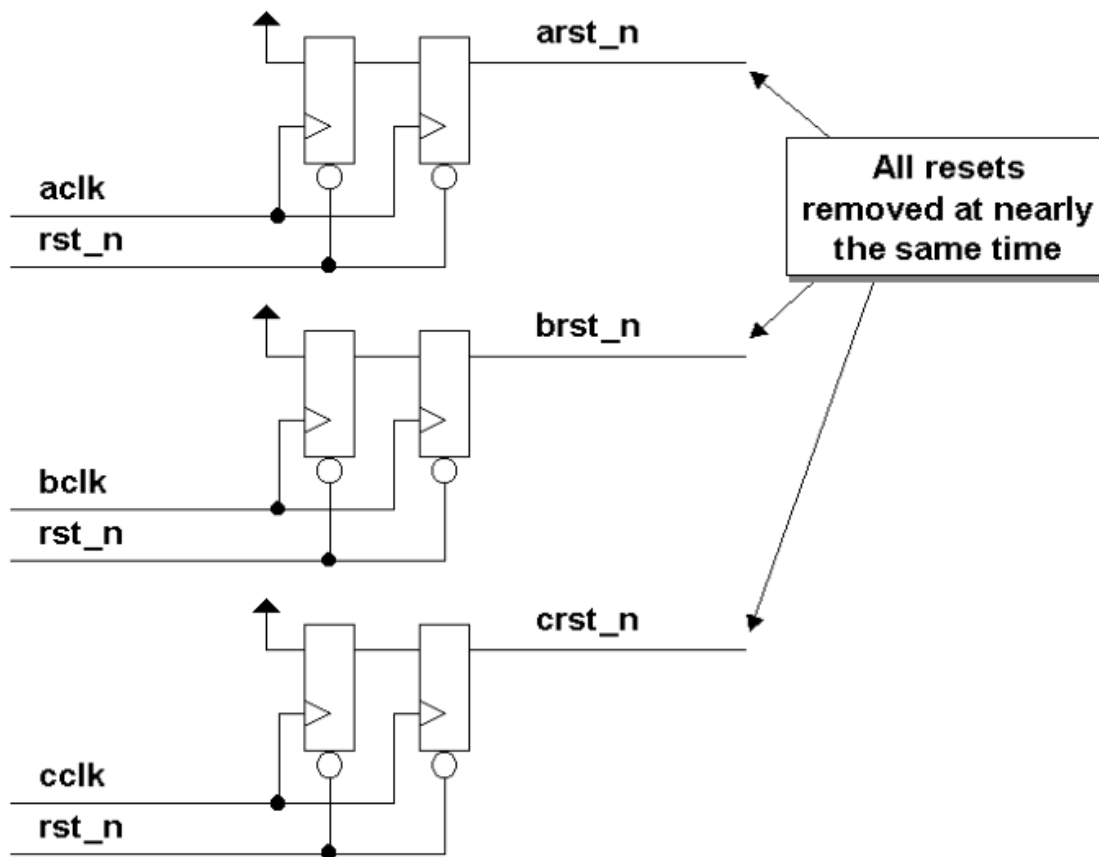 arst_n
All resets
removed at nearly
the same time
aclk
rst_n
brst_n
bclk
rst_n
crst_n
cclk
rst_n